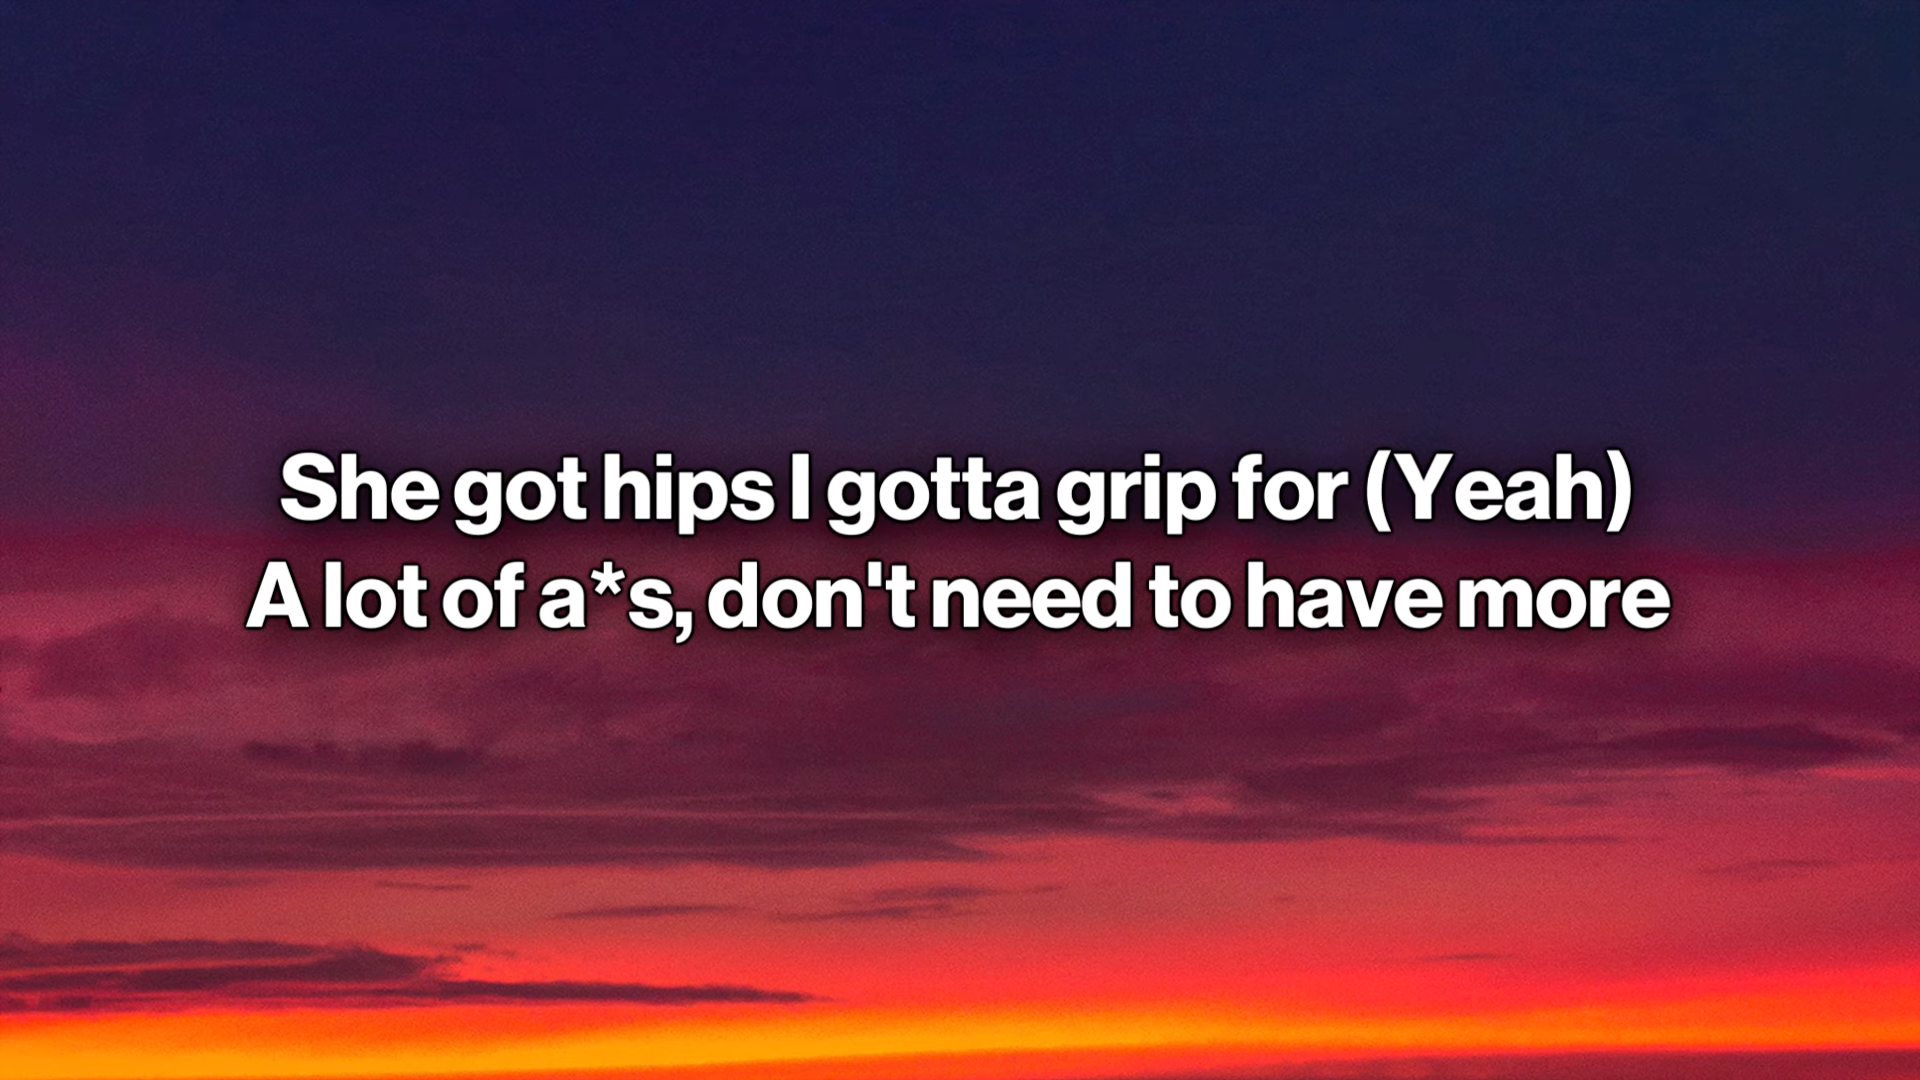 She got hips I gotta grip for (Yeah)
A lot of a*s, don't need to have more